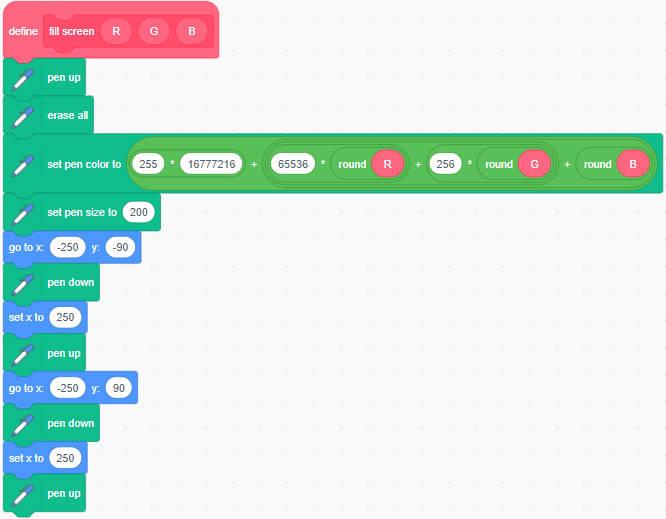 define fill screen R G B
pen up
erase all
set pen color to 255 * 16777216 + 65536 * round R + 256 * round G + round B
set pen size to 200
go to x: -250 y: -90
pen down
set x to 250
pen up
go to x: -250 y: 90
pen down
set x to 250
pen up